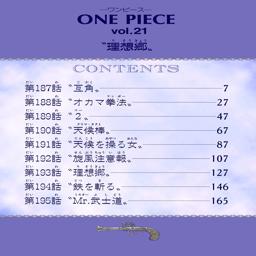 ―ワンピース―
ONE PIECE
vol.21
〝理想郷〟
CONTENTS
第187話〝互角〟 7
第188話〝オカマ拳法〟 27
第189話〝2〟 47
第190話〝天候棒〟 67
第191話〝天候を操る女〟 87
第192話〝旋風注意報〟 107
第193話〝理想郷〟 127
第194話〝鉄を斬る〟 146
第195話〝Mr.武士道〟 165